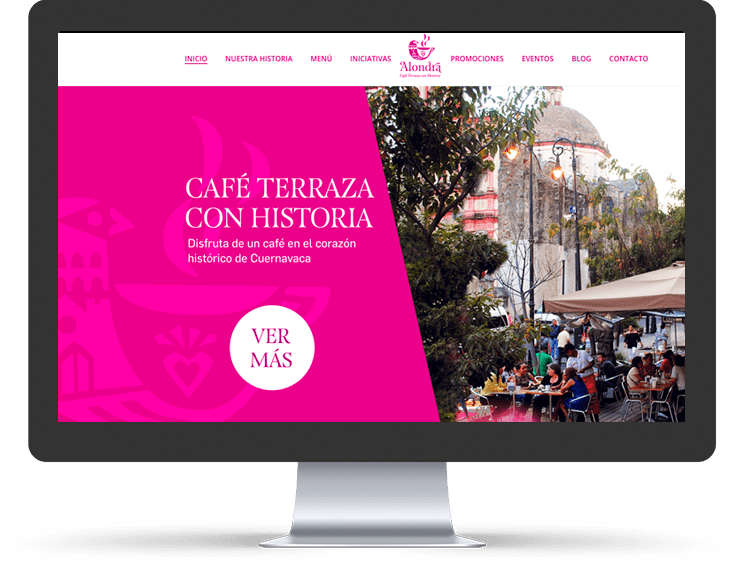 INICIO NUESTRA HISTORIA MENÚ INICIATIVAS
Alondra
Café Terraza con Historia
PROMOCIONES EVENTOS BLOG CONTACTO
CAFÉ TERRAZA
CON HISTORIA
Disfruta de un café en el corazón
histórico de Cuernavaca
VER
MÁS